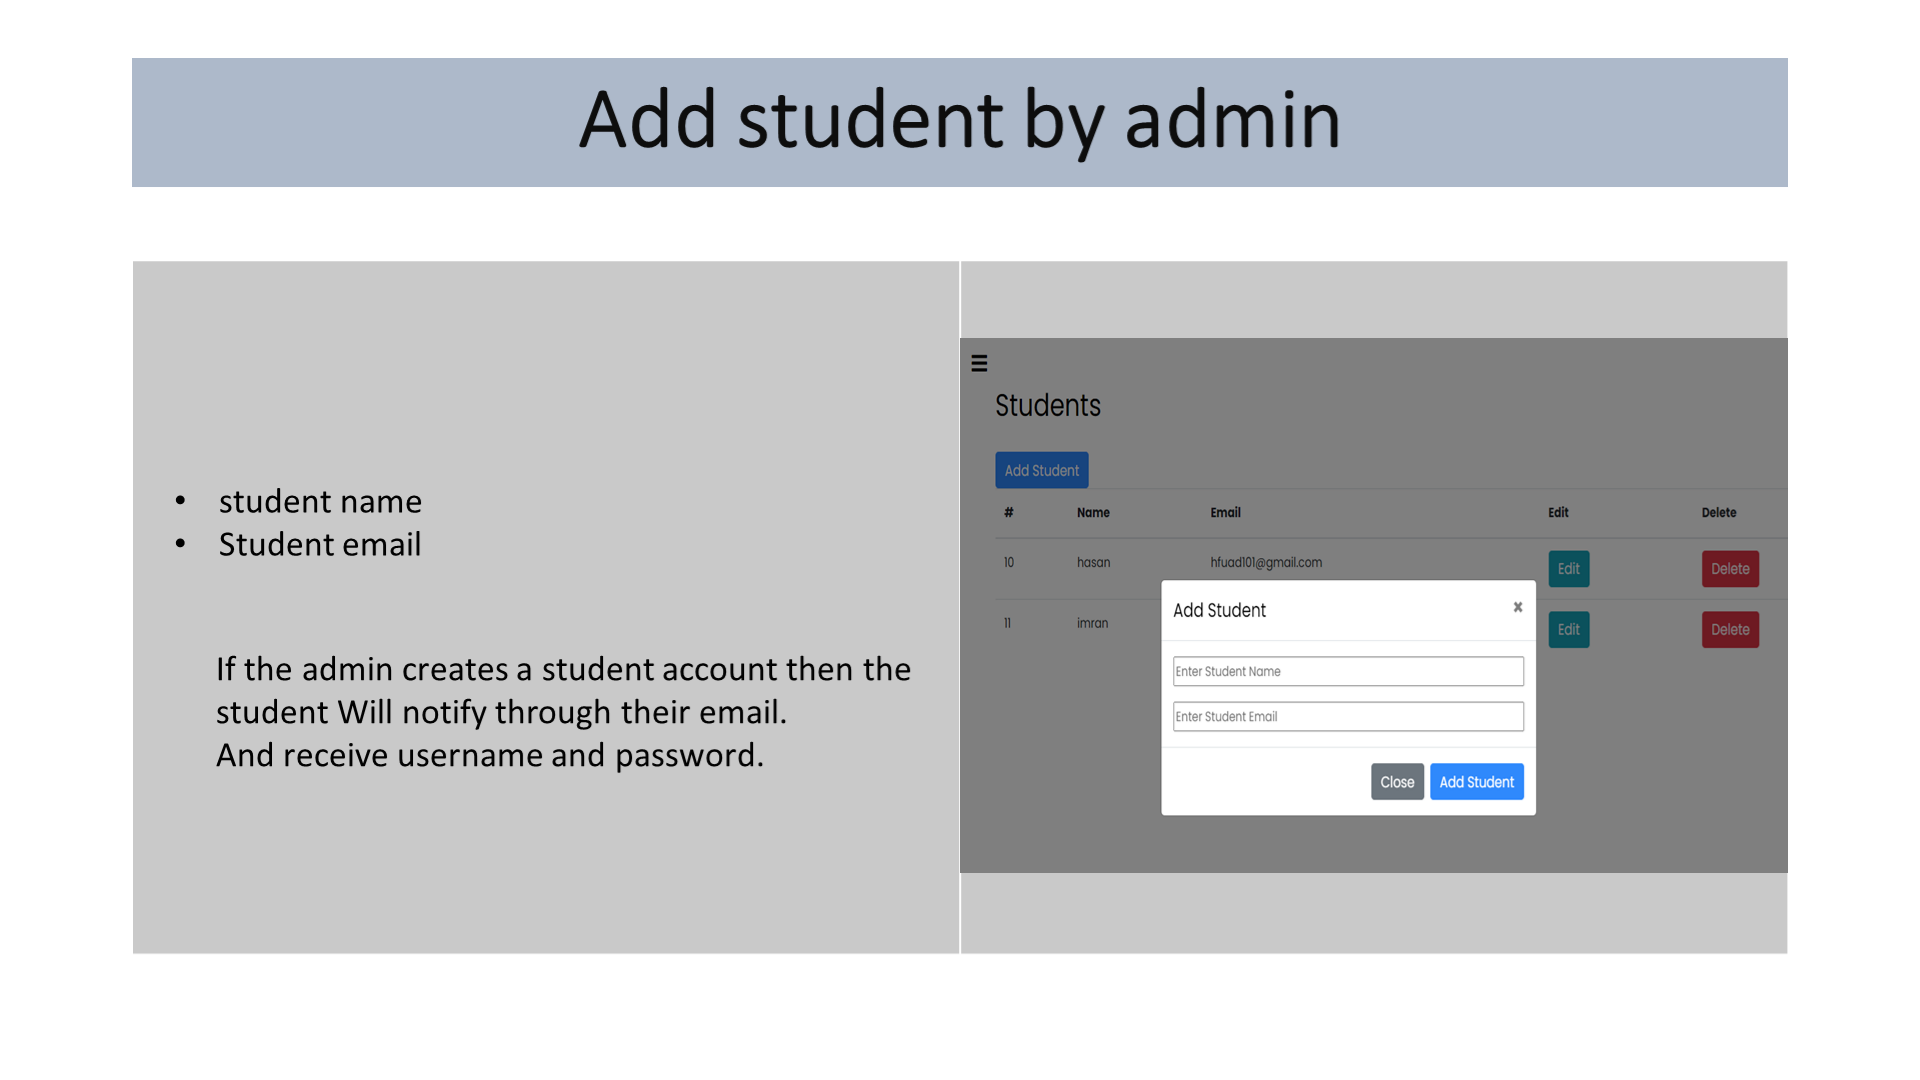 Add student by admin
• student name
• Student email
If the admin creates a student account then the
student Will notify through their email.
And receive username and password.
Students
Add Student
# Name Email Edit Delete
10 hasan hfuad101@gmail.com Edit Delete
11 imran Edit Delete
Add Student ×
Enter Student Name
Enter Student Email
Close Add Student